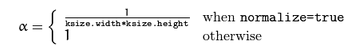 α = { 1 / ksize.width*ksize.height when normalize=true
1 otherwise